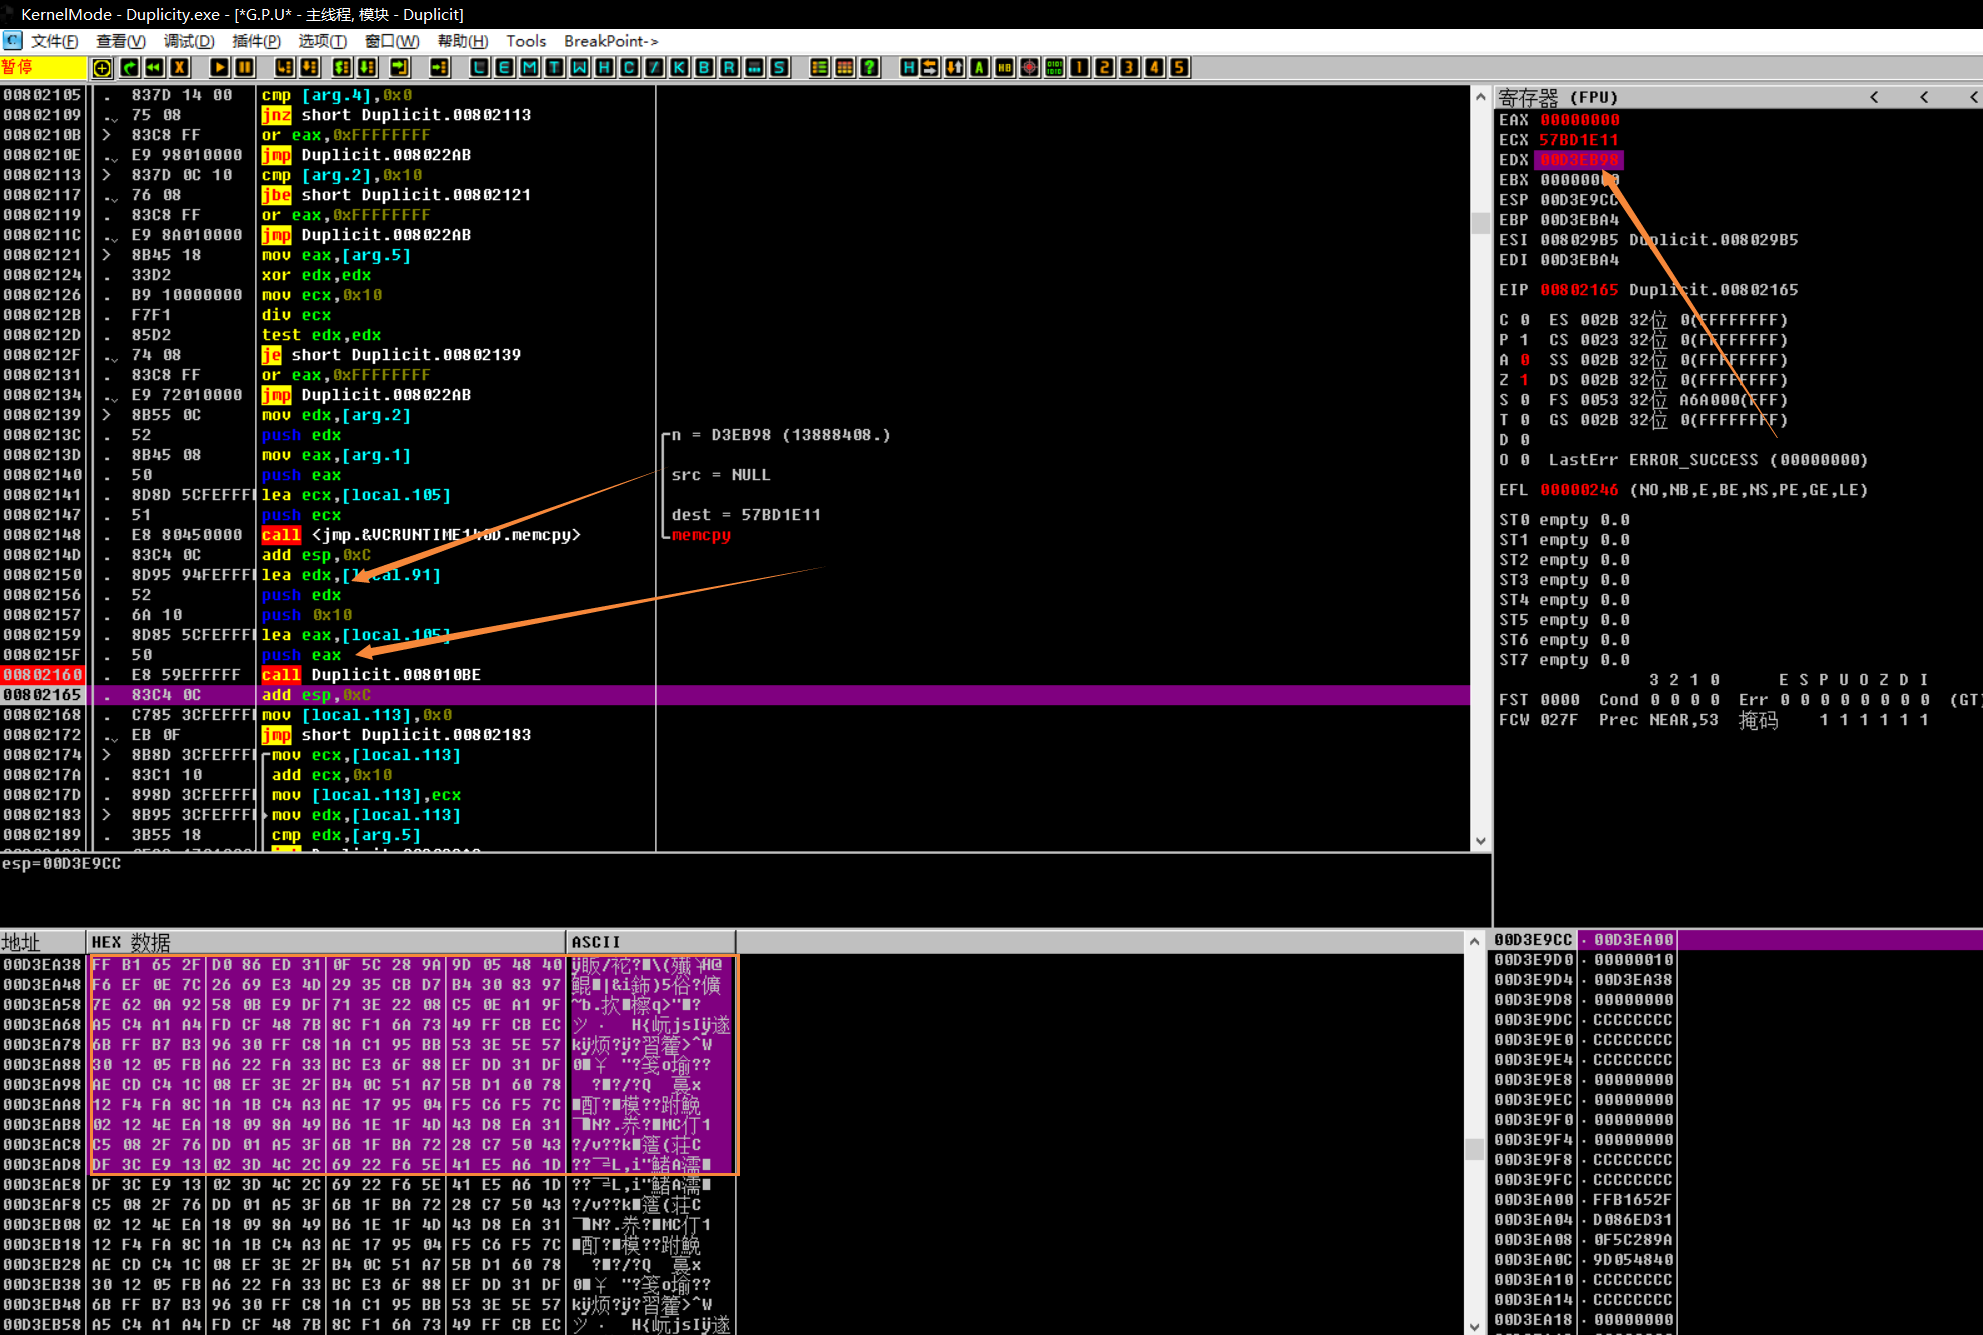 KernelMode - Duplicity.exe - [*G.P.U* - 主线程, 模块 - Duplicit]
文件(F) 查看(V) 调试(D) 插件(P) 选项(T) 窗口(W) 帮助(H) Tools BreakPoint->
暂停 L E M T W H C / K B R ... S ? H A HB 1 2 3 4 5
00802105 . 837D 14 00 cmp [arg.4],0x0
00802109 . 75 08 jnz short Duplicit.00802113
0080210B > 83C8 FF or eax,0xFFFFFFFF
0080210E . E9 98010000 jmp Duplicit.008022AB
00802113 > 837D 0C 10 cmp [arg.2],0x10
00802117 . 76 08 jbe short Duplicit.00802121
00802119 . 83C8 FF or eax,0xFFFFFFFF
0080211C . E9 8A010000 jmp Duplicit.008022AB
00802121 > 8B45 18 mov eax,[arg.5]
00802124 . 33D2 xor edx,edx
00802126 . B9 10000000 mov ecx,0x10
0080212B . F7F1 div ecx
0080212D . 85D2 test edx,edx
0080212F . 74 08 je short Duplicit.00802139
00802131 . 83C8 FF or eax,0xFFFFFFFF
00802134 . E9 72010000 jmp Duplicit.008022AB
00802139 > 8B55 0C mov edx,[arg.2]
0080213C . 52 push edx n = D3EB98 (13888408.)
0080213D . 8B45 08 mov eax,[arg.1]
00802140 . 50 push eax src = NULL
00802141 . 8D8D 5CFEFFFF lea ecx,[local.105]
00802147 . 51 push ecx dest = 57BD1E11
00802148 . E8 80450000 call <jmp.&VCRUNTIME140D.memcpy> memcpy
0080214D . 83C4 0C add esp,0xC
00802150 . 8D95 94FEFFFF lea edx,[local.91]
00802156 . 52 push edx
00802157 . 6A 10 push 0x10
00802159 . 8D85 5CFEFFFF lea eax,[local.105]
0080215F . 50 push eax
00802160 . E8 59EFFFFF call Duplicit.008010BE
00802165 . 83C4 0C add esp,0xC
00802168 . C785 3CFEFFFF mov [local.113],0x0
00802172 . EB 0F jmp short Duplicit.00802183
00802174 > 8B8D 3CFEFFFF mov ecx,[local.113]
0080217A . 83C1 10 add ecx,0x10
0080217D . 898D 3CFEFFFF mov [local.113],ecx
00802183 > 8B95 3CFEFFFF mov edx,[local.113]
00802189 . 3B55 18 cmp edx,[arg.5]
esp=00D3E9CC
寄存器 (FPU) < < <
EAX 00000000
ECX 57BD1E11
EDX 00D3EB98
EBX 00000000
ESP 00D3E9CC
EBP 00D3EBA4
ESI 008029B5 Duplicit.008029B5
EDI 00D3EBA4
EIP 00802165 Duplicit.00802165
C 0 ES 002B 32位 0(FFFFFFFF)
P 1 CS 0023 32位 0(FFFFFFFF)
A 0 SS 002B 32位 0(FFFFFFFF)
Z 1 DS 002B 32位 0(FFFFFFFF)
S 0 FS 0053 32位 A6A000(FFF)
T 0 GS 002B 32位 0(FFFFFFFF)
D 0
O 0 LastErr ERROR_SUCCESS (00000000)
EFL 00000246 (NO,NB,E,BE,NS,PE,GE,LE)
ST0 empty 0.0
ST1 empty 0.0
ST2 empty 0.0
ST3 empty 0.0
ST4 empty 0.0
ST5 empty 0.0
ST6 empty 0.0
ST7 empty 0.0
3 2 1 0 E S P U O Z D I
FST 0000 Cond 0 0 0 0 Err 0 0 0 0 0 0 0 0 (GT)
FCW 027F Prec NEAR,53 掩码 1 1 1 1 1 1
地址 HEX 数据 ASCII
00D3EA38 FF B1 65 2F D0 86 ED 31 0F 5C 28 9A 9D 05 48 40
00D3EA48 F6 EF 0E 7C 26 69 E3 4D 29 35 CB D7 B4 30 83 97
00D3EA58 7E 62 0A 92 58 0B E9 DF 71 3E 22 08 C5 0E A1 9F
00D3EA68 A5 C4 A1 A4 FD CF 48 7B 8C F1 6A 73 49 FF CB EC
00D3EA78 6B FF B7 B3 96 30 FF C8 1A C1 95 BB 53 3E 5E 57
00D3EA88 30 12 05 FB A6 22 FA 33 BC E3 6F 88 EF DD 31 DF
00D3EA98 AE CD C4 1C 08 EF 3E 2F B4 0C 51 A7 5B D1 60 78
00D3EAA8 12 F4 FA 8C 1A 1B C4 A3 AE 17 95 04 F5 C6 F5 7C
00D3EAB8 02 12 4E EA 18 09 8A 49 B6 1E 1F 4D 43 D8 EA 31
00D3EAC8 C5 08 2F 76 DD 01 A5 3F 6B 1F BA 72 28 C7 50 43
00D3EAD8 DF 3C E9 13 02 3D 4C 2C 69 22 F6 5E 41 E5 A6 1D
00D3EAE8 DF 3C E9 13 02 3D 4C 2C 69 22 F6 5E 41 E5 A6 1D
00D3EAF8 C5 08 2F 76 DD 01 A5 3F 6B 1F BA 72 28 C7 50 43
00D3EB08 02 12 4E EA 18 09 8A 49 B6 1E 1F 4D 43 D8 EA 31
00D3EB18 12 F4 FA 8C 1A 1B C4 A3 AE 17 95 04 F5 C6 F5 7C
00D3EB28 AE CD C4 1C 08 EF 3E 2F B4 0C 51 A7 5B D1 60 78
00D3EB38 30 12 05 FB A6 22 FA 33 BC E3 6F 88 EF DD 31 DF
00D3EB48 6B FF B7 B3 96 30 FF C8 1A C1 95 BB 53 3E 5E 57
00D3EB58 A5 C4 A1 A4 FD CF 48 7B 8C F1 6A 73 49 FF CB EC
00D3E9CC 00D3EA00
00D3E9D0 00000010
00D3E9D4 00D3EA38
00D3E9D8 00000000
00D3E9DC CCCCCCCC
00D3E9E0 CCCCCCCC
00D3E9E4 CCCCCCCC
00D3E9E8 00000000
00D3E9EC 00000000
00D3E9F0 00000000
00D3E9F4 00000000
00D3E9F8 CCCCCCCC
00D3E9FC CCCCCCCC
00D3EA00 FFB1652F
00D3EA04 D086ED31
00D3EA08 0F5C289A
00D3EA0C 9D054840
00D3EA10 CCCCCCCC
00D3EA14 CCCCCCCC
00D3EA18 00000000